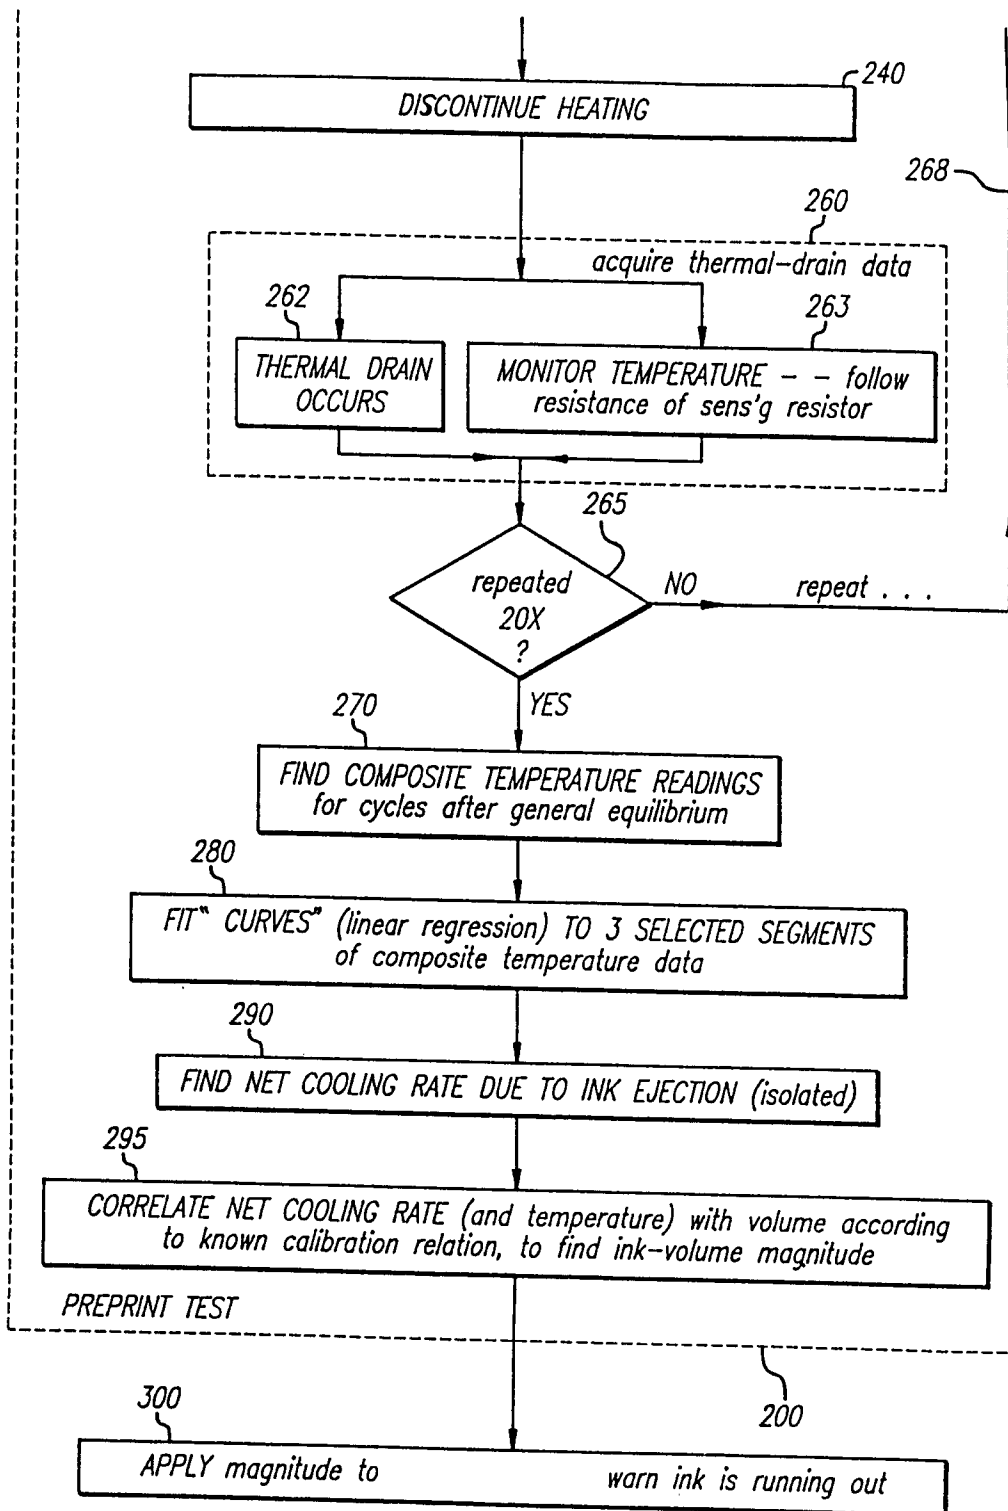 240
DISCONTINUE HEATING
268
260
acquire thermal-drain data
262
263
THERMAL DRAIN
OCCURS
MONITOR TEMPERATURE - - follow
resistance of sens'g resistor
265
repeated
20X
?
NO
repeat . . .
YES
270
FIND COMPOSITE TEMPERATURE READINGS
for cycles after general equilibrium
280
FIT" CURVES" (linear regression) TO 3 SELECTED SEGMENTS
of composite temperature data
290
FIND NET COOLING RATE DUE TO INK EJECTION (isolated)
295
CORRELATE NET COOLING RATE (and temperature) with volume according
to known calibration relation, to find ink-volume magnitude
PREPRINT TEST
200
300
APPLY magnitude to warn ink is running out